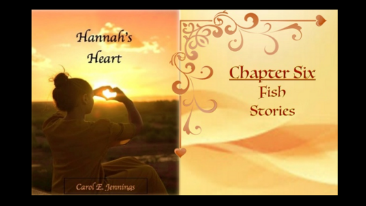 Hannah's
Heart
Carol E. Jennings
Chapter Six
Fish
Stories